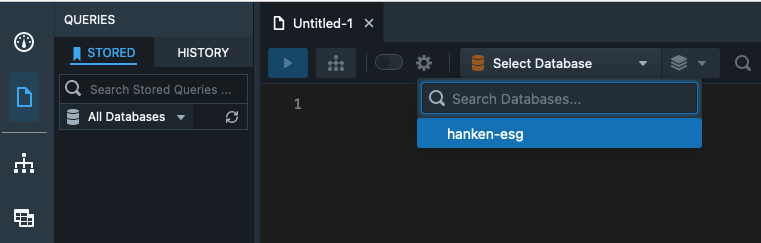 QUERIES
Untitled-1
STORED
HISTORY
Search Stored Queries ...
All Databases
Select Database
1
Search Databases...
hanken-esg